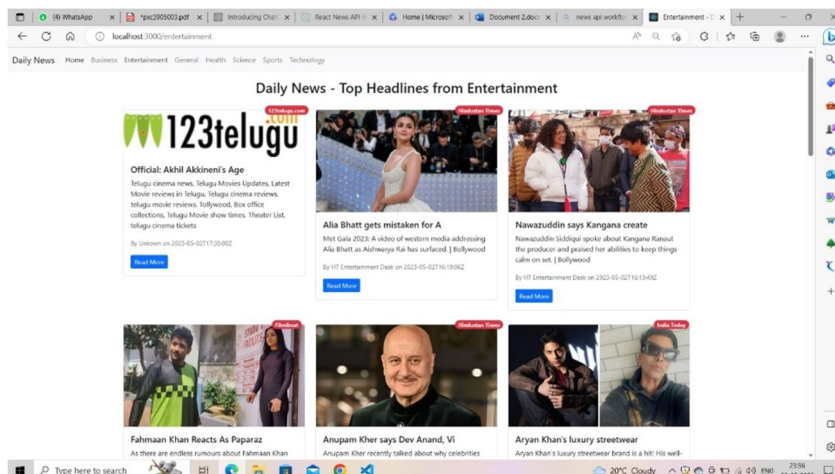 (4) WhatsApp
*pxc3905003.pdf
Introducing Chat
React News API
Home | Microsoft
Document 2.docx
news api workflow
Entertainment - D
localhost:3000/entertainment
Daily News Home Business Entertainment General Health Science Sports Technology
Daily News - Top Headlines from Entertainment
123telugu.com
123telugu
.com
Official: Akhil Akkineni's Age
Telugu cinema news, Telugu Movies Updates, Latest
Movie reviews in Telugu, Telugu cinema reviews,
telugu movie reviews, Tollywood, Box office
collections, Telugu Movie show times, Theater List,
telugu cinema tickets
By Unkown on 2023-05-02T17:35:00Z
Read More
Hindustan Times
Alia Bhatt gets mistaken for A
Met Gala 2023: A video of western media addressing
Alia Bhatt as Aishwarya Rai has surfaced. | Bollywood
By HT Entertainment Desk on 2023-05-02T16:19:06Z
Read More
Hindustan Times
Nawazuddin says Kangana create
Nawazuddin Siddiqui spoke about Kangana Ranaut
the producer and praised her abilities to keep things
calm on set. | Bollywood
By HT Entertainment Desk on 2023-05-02T16:13:49Z
Read More
Filmibeat
Fahmaan Khan Reacts As Paparaz
As there are endless rumours about Fahmaan Khan
Hindustan Times
Anupam Kher says Dev Anand, Vi
Anupam Kher recently talked about why celebrities
India Today
Aryan Khan's luxury streetwear
Aryan Khan's luxury streetwear brand is a hit! His well-
Type here to search
20°C Cloudy
ENG
23:36